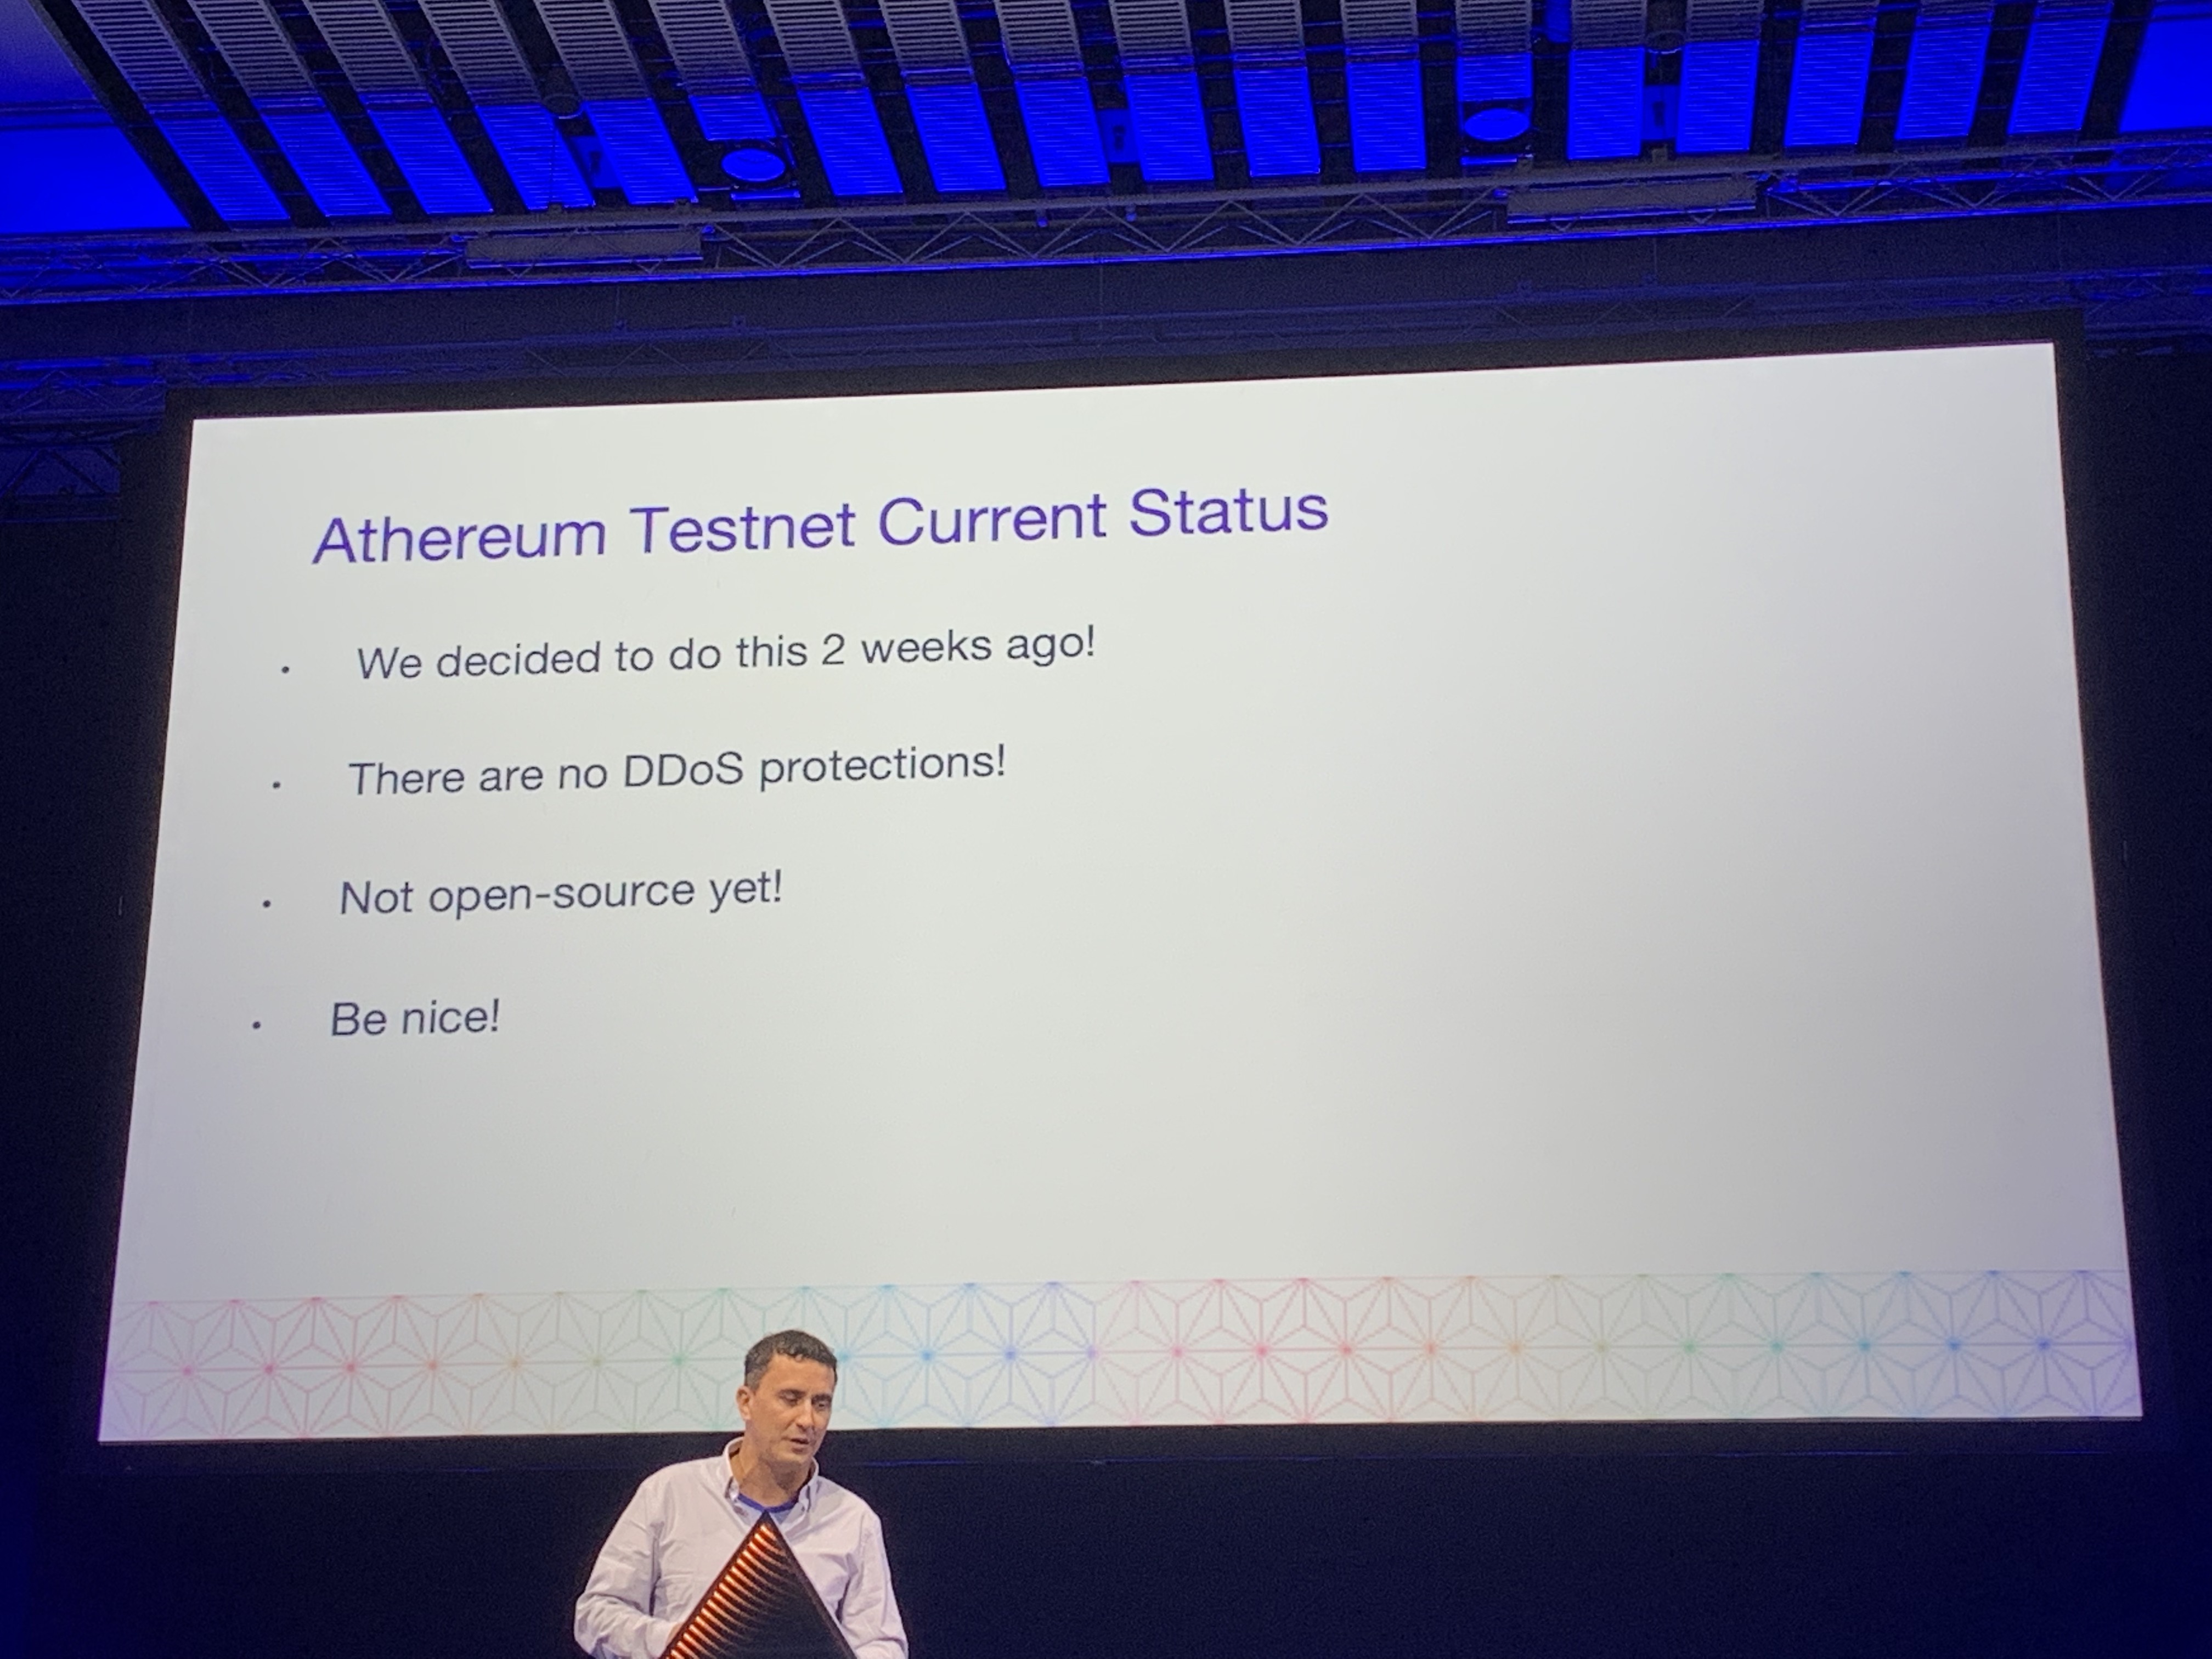 Athereum Testnet Current Status
We decided to do this 2 weeks ago!
There are no DDoS protections!
Not open-source yet!
Be nice!